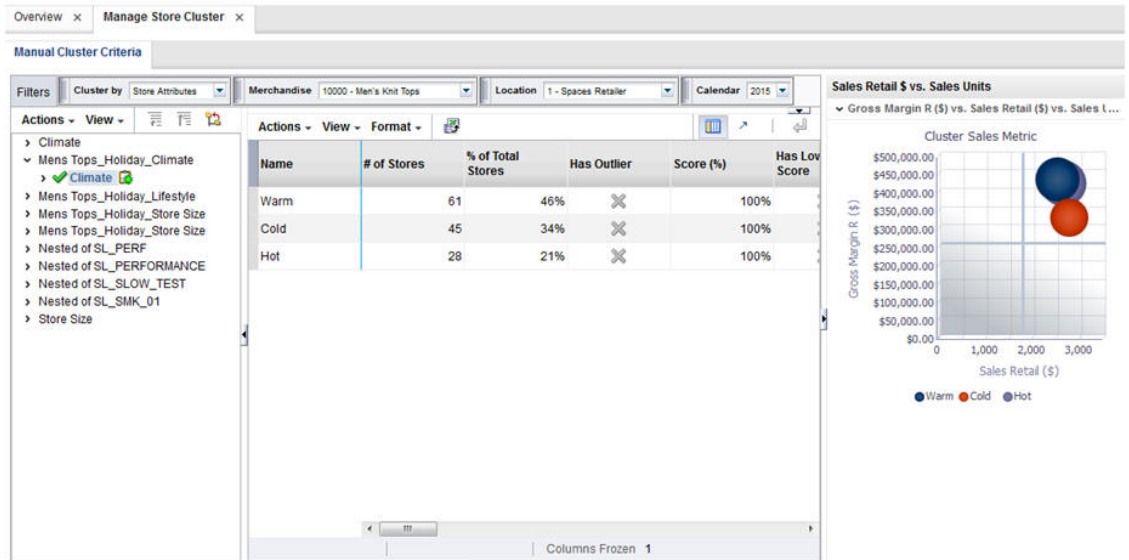 Overview × Manage Store Cluster ×
Manual Cluster Criteria
Filters Cluster by Store Attributes Merchandise 10000 - Men's Knit Tops Location 1 - Spaces Retailer Calendar 2015
Actions View
Climate
Mens Tops_Holiday_Climate
Climate
Mens Tops_Holiday_Lifestyle
Mens Tops_Holiday_Store Size
Mens Tops_Holiday_Store Size
Nested of SL_PERF
Nested of SL_PERFORMANCE
Nested of SL_SLOW_TEST
Nested of SL_SMK_01
Store Size
Actions View Format
Name # of Stores % of Total Stores Has Outlier Score (%) Has Low Score
Warm 61 46% 100%
Cold 45 34% 100%
Hot 28 21% 100%
Columns Frozen 1
Sales Retail $ vs. Sales Units
Gross Margin R ($) vs. Sales Retail ($) vs. Sales U...
Cluster Sales Metric
Gross Margin R ($)
$500,000.00
$450,000.00
$400,000.00
$350,000.00
$300,000.00
$250,000.00
$200,000.00
$150,000.00
$100,000.00
$50,000.00
$0.00
0 1,000 2,000 3,000
Sales Retail ($)
Warm Cold Hot